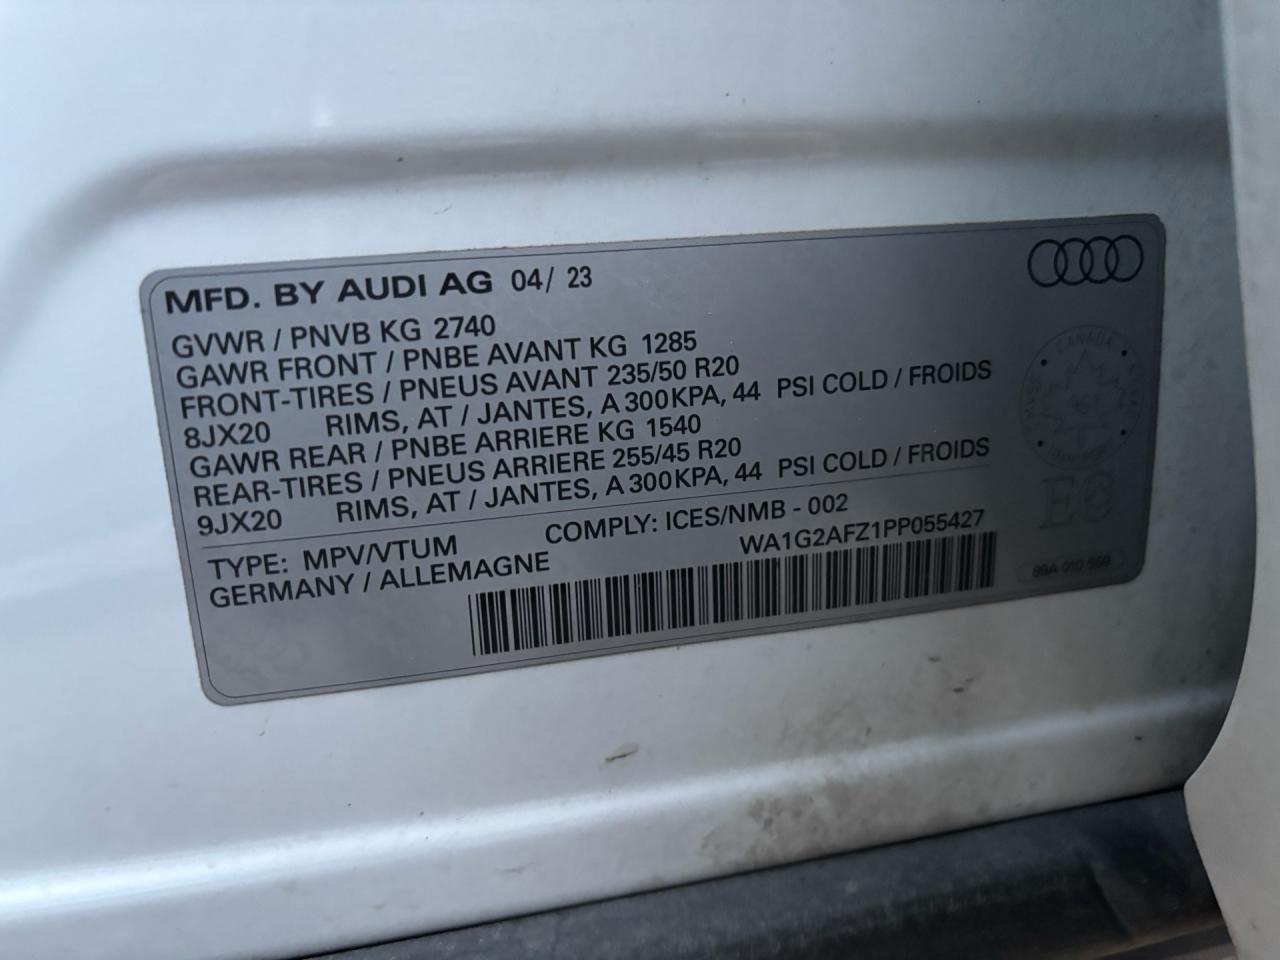 MFD. BY AUDI AG 04/ 23
GVWR / PNVB KG 2740
GAWR FRONT / PNBE AVANT KG 1285
FRONT-TIRES / PNEUS AVANT 235/50 R20
8JX20 RIMS, AT / JANTES, A 300KPA, 44 PSI COLD / FROIDS
GAWR REAR / PNBE ARRIERE KG 1540
REAR-TIRES / PNEUS ARRIERE 255/45 R20
9JX20 RIMS, AT / JANTES, A 300KPA, 44 PSI COLD / FROIDS
TYPE: MPV/VTUM COMPLY: ICES/NMB - 002
GERMANY / ALLEMAGNE WA1G2AFZ1PP055427
CANADA